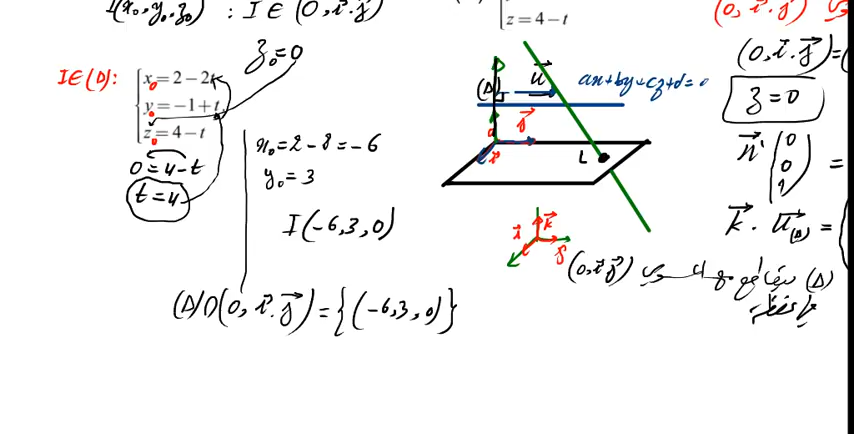 I(x₀,y₀,z₀) : I ∈ (O, i⃗, j⃗)
z₀=0
I∈(Δ): { x₀=2−2t
y₀=−1+t
z₀=4−t
0=4−t
t=4
x₀=2−8=−6
y₀=3
I(−6,3,0)
(Δ)∩(O, i⃗, j⃗)={(−6,3,0)}
z=4−t
(Δ)
u⃗
ax+by+cz+d=0
j⃗
L
i⃗
k⃗
j⃗
(O, i⃗, j⃗)
(O, i⃗, j⃗)=
z=0
n⃗ (0
0
1) =
k⃗ . u⃗(Δ) =
(Δ)
(O, i⃗, j⃗)